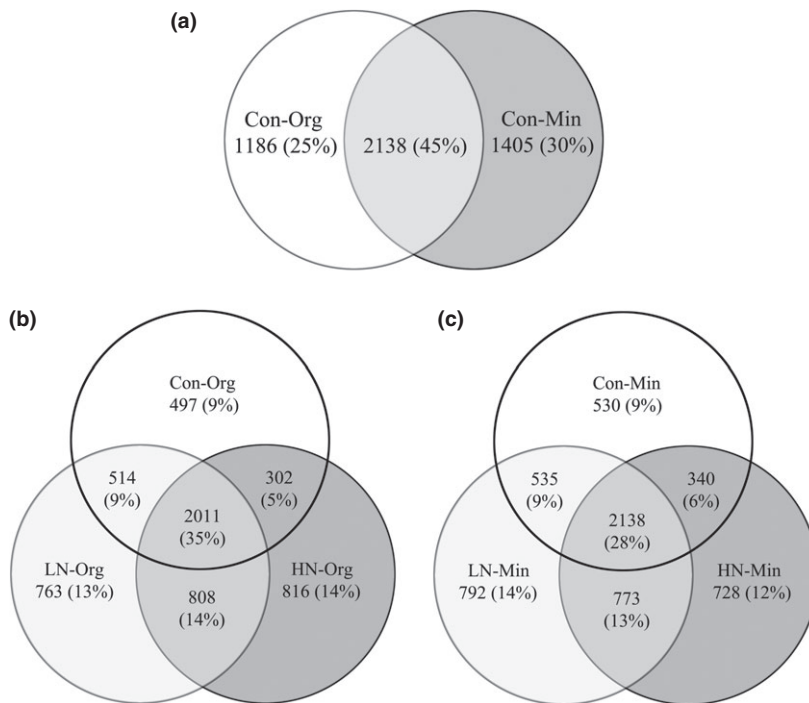 (a)
Con-Org
1186 (25%)
2138 (45%)
Con-Min
1405 (30%)
(b)
Con-Org
497 (9%)
514
(9%)
302
(5%)
2011
(35%)
LN-Org
763 (13%)
HN-Org
816 (14%)
808
(14%)
(c)
Con-Min
530 (9%)
535
(9%)
340
(6%)
2138
(28%)
LN-Min
792 (14%)
HN-Min
728 (12%)
773
(13%)